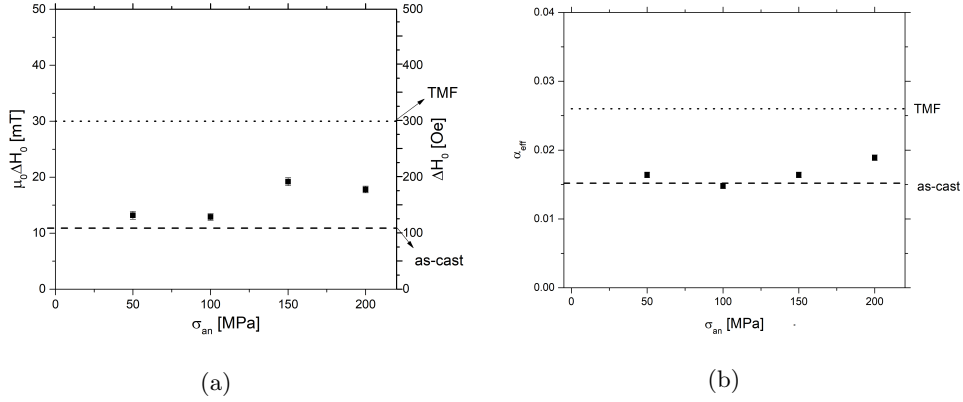 50
40
30
20
10
0
μ₀ΔH₀ [mT]
500
400
300
200
100
0
ΔH₀ [Oe]
TMF
as-cast
0 50 100 150 200
σan [MPa]
(a)
0.04
0.03
0.02
0.01
0.00
αeff
TMF
as-cast
0 50 100 150 200
σan [MPa]
(b)